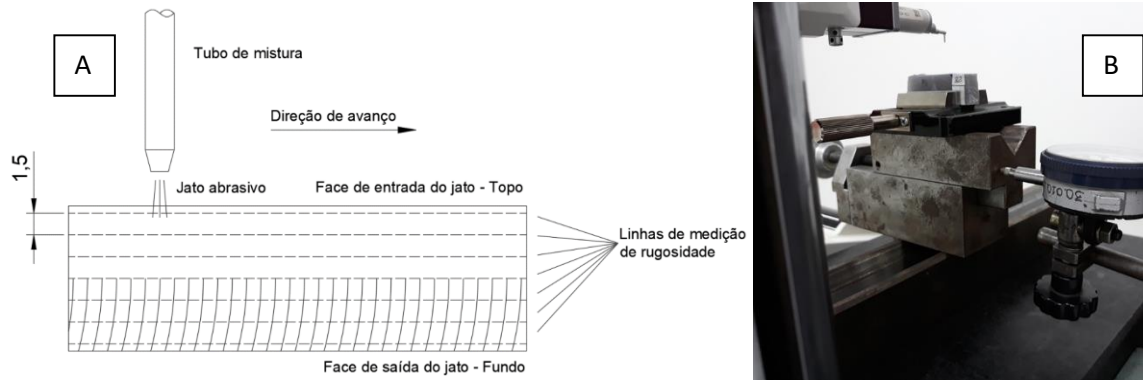 A
Tubo de mistura
Direção de avanço
1,5
Jato abrasivo
Face de entrada do jato - Topo
Linhas de medição
de rugosidade
Face de saída do jato - Fundo
B